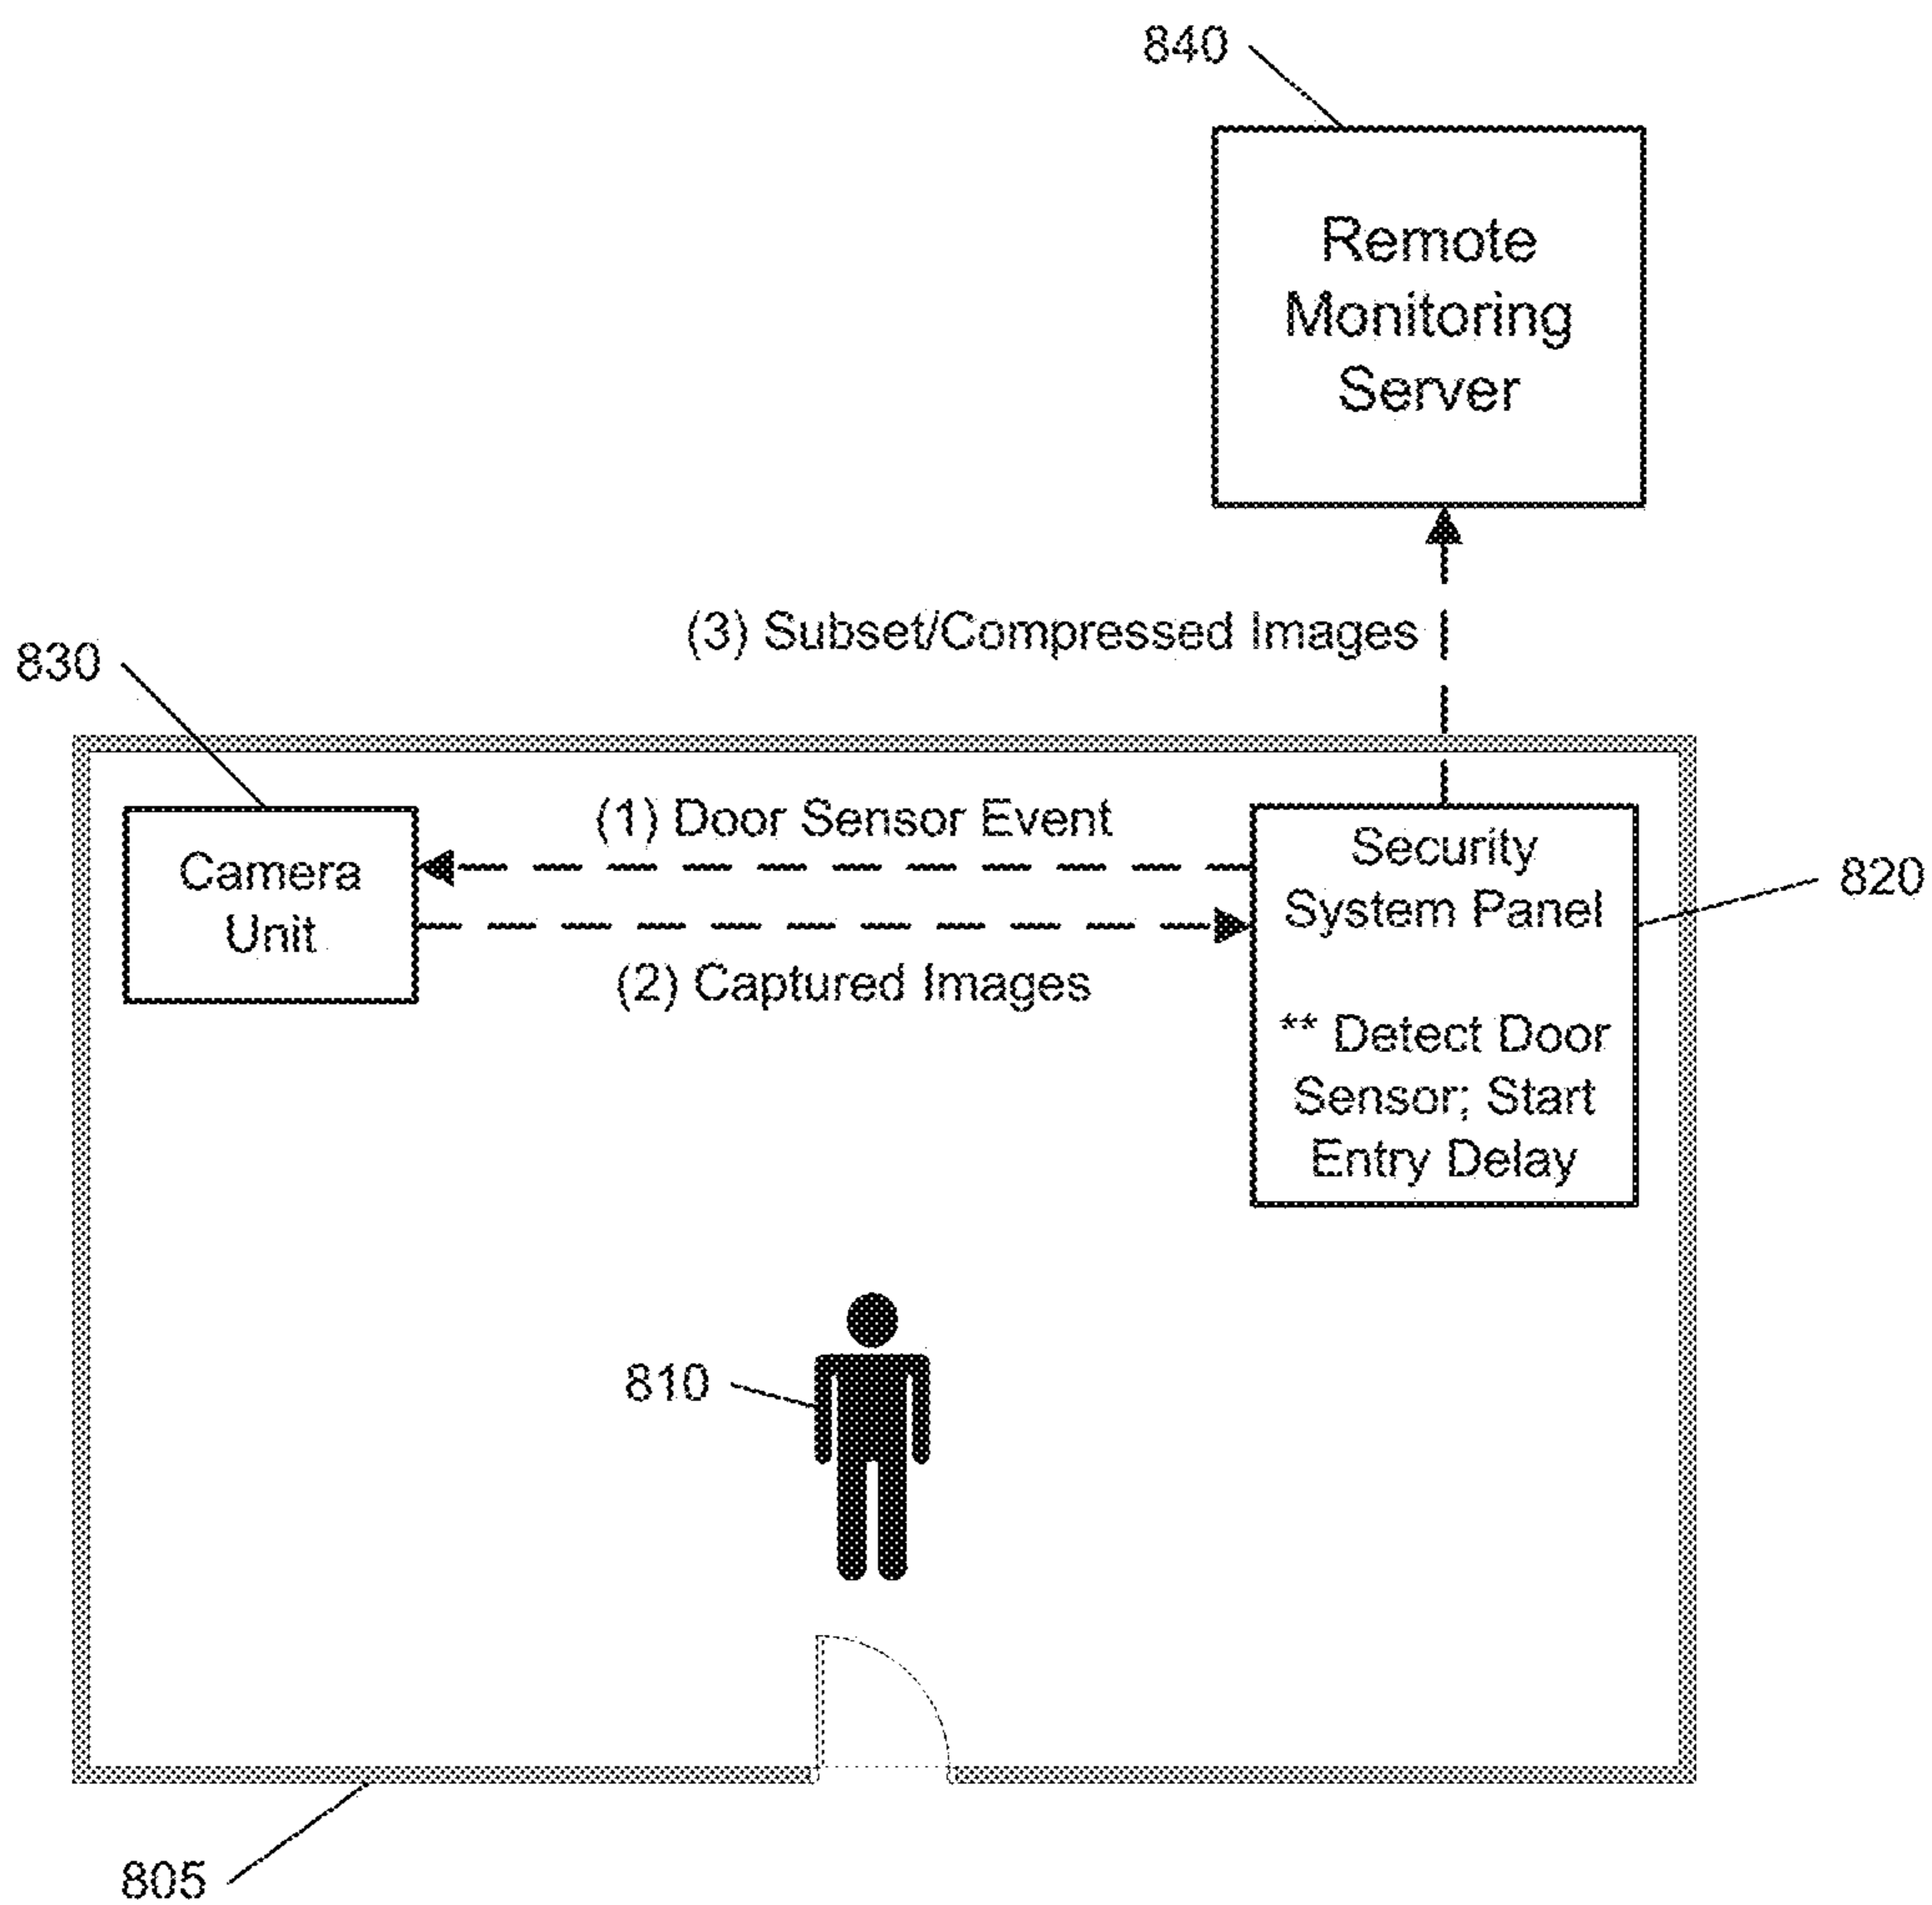 840
Remote
Monitoring
Server
(3) Subset/Compressed Images
830
(1) Door Sensor Event
Camera
Unit
(2) Captured Images
Security
System Panel
** Detect Door
Sensor; Start
Entry Delay
820
810
805